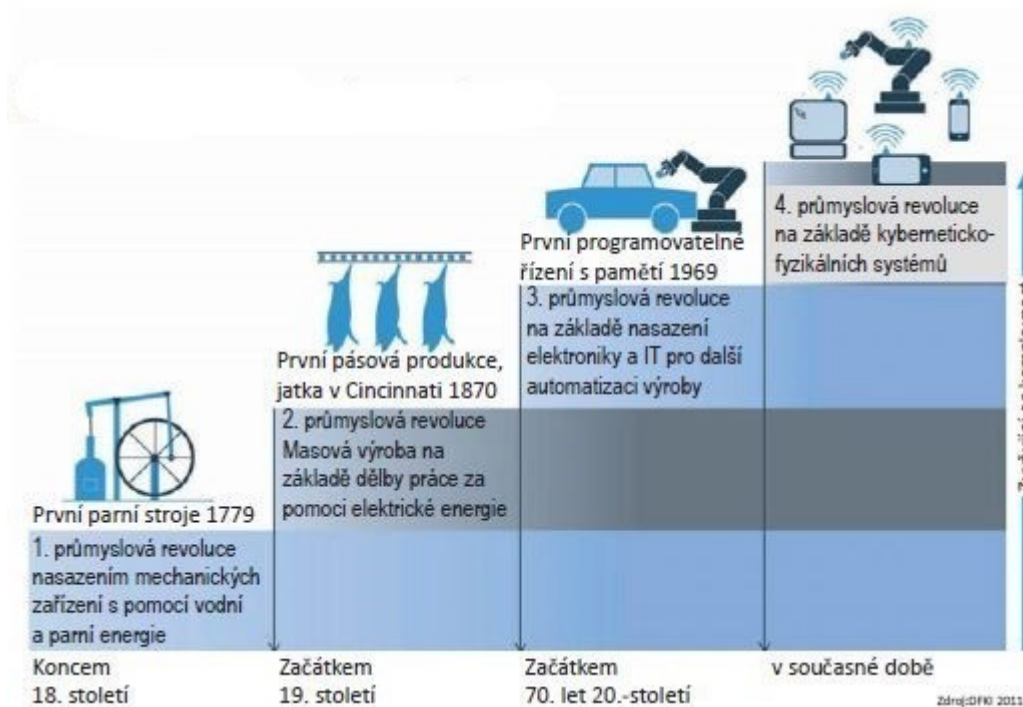 První parní stroje 1779
1. průmyslová revoluce
nasazením mechanických
zařízení s pomocí vodní
a parní energie
Koncem
18. století
První pásová produkce,
jatka v Cincinnati 1870
2. průmyslová revoluce
Masová výroba na
základě dělby práce za
pomoci elektrické energie
Začátkem
19. století
První programovatelné
řízení s pamětí 1969
3. průmyslová revoluce
na základě nasazení
elektroniky a IT pro další
automatizaci výroby
Začátkem
70. let 20.-století
4. průmyslová revoluce
na základě kyberneticko-
fyzikálních systémů
v současné době
Zdroj:DFKI 2011